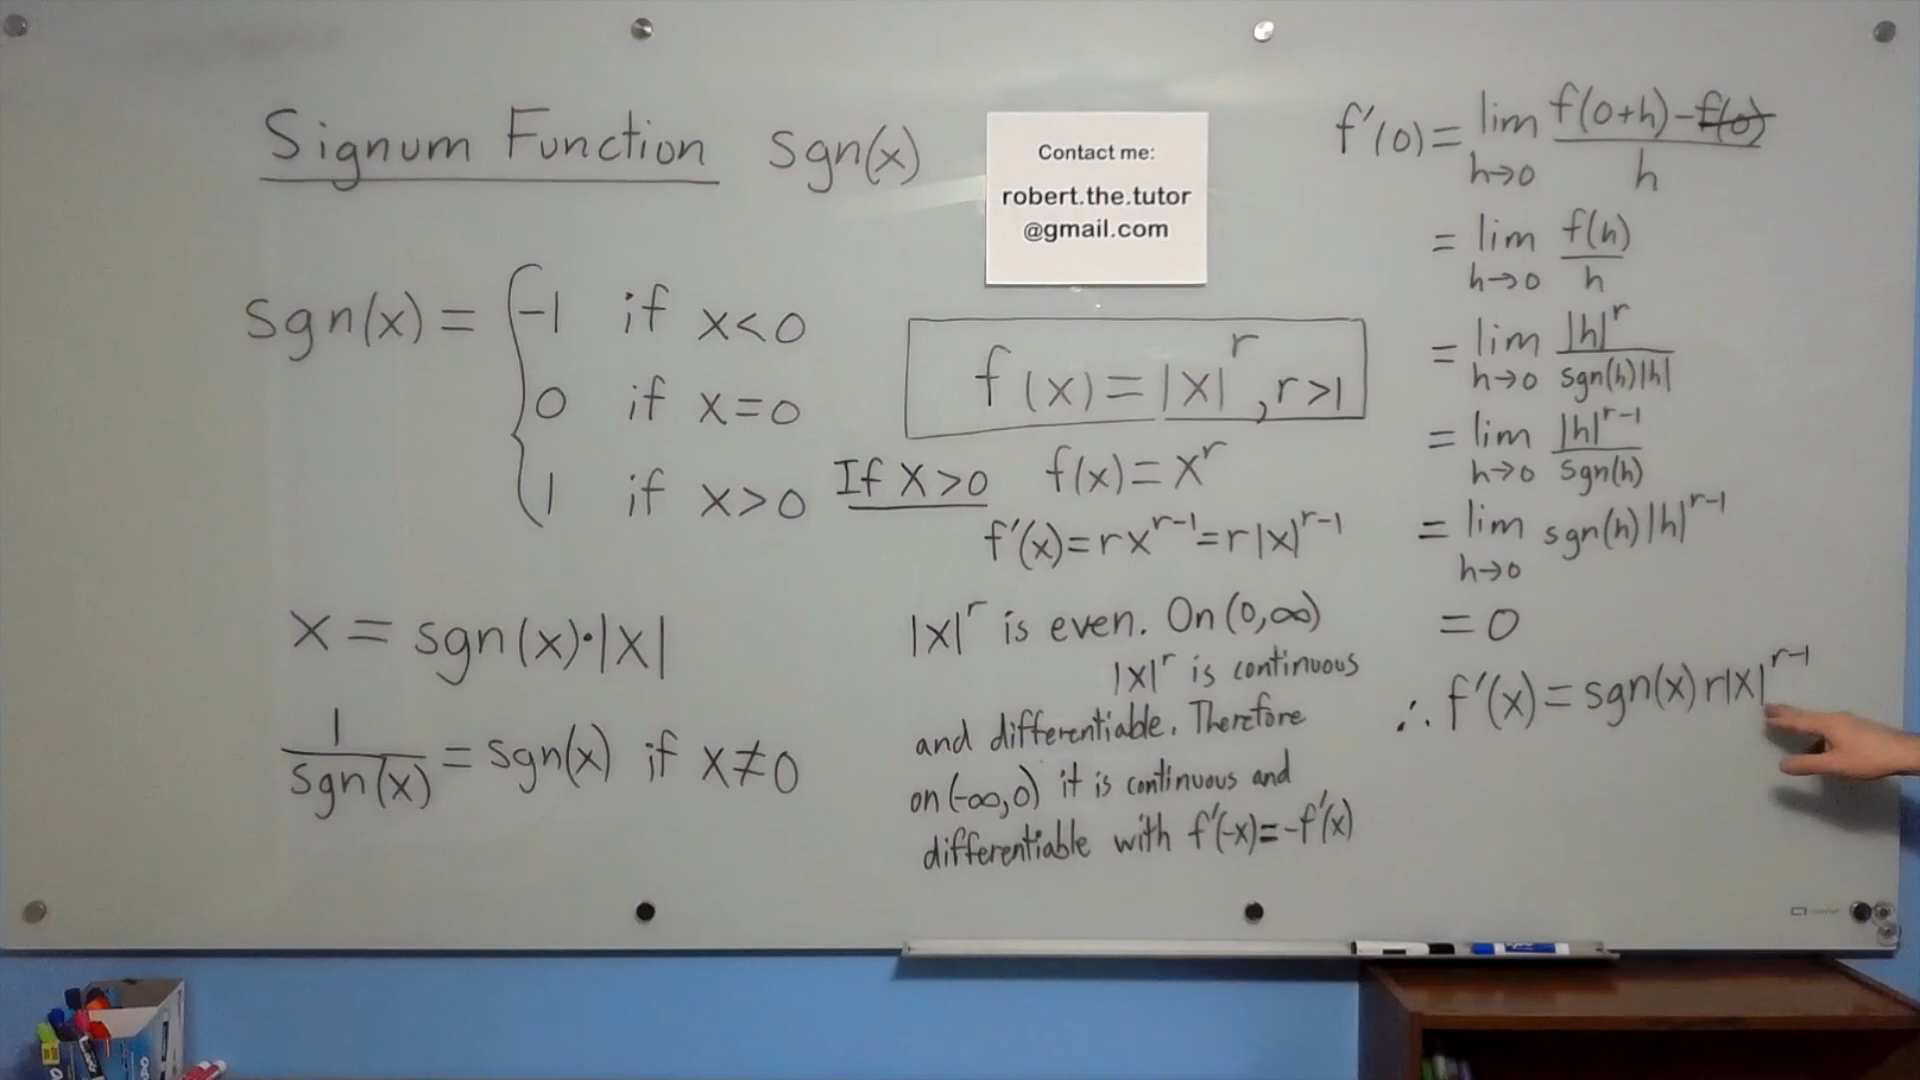 Signum Function sgn(x)
sgn(x) = { -1 if x<0
0 if x=0
1 if x>0
x = sgn(x)·|x|
1/sgn(x) = sgn(x) if x≠0
Contact me:
robert.the.tutor
@gmail.com
f(x) = |x|^r, r>1
If x>0 f(x) = x^r
f'(x) = rx^(r-1) = r|x|^(r-1)
|x|^r is even. On (0,∞)
|x|^r is continuous
and differentiable. Therefore
on (-∞,0) it is continuous and
differentiable with f'(-x)=-f'(x)
f'(0) = lim h→0 (f(0+h)-f(0))/h
= lim h→0 f(h)/h
= lim h→0 |h|^r/(sgn(h)|h|)
= lim h→0 |h|^(r-1)/sgn(h)
= lim h→0 sgn(h)|h|^(r-1)
= 0
∴ f'(x) = sgn(x) r|x|^(r-1)